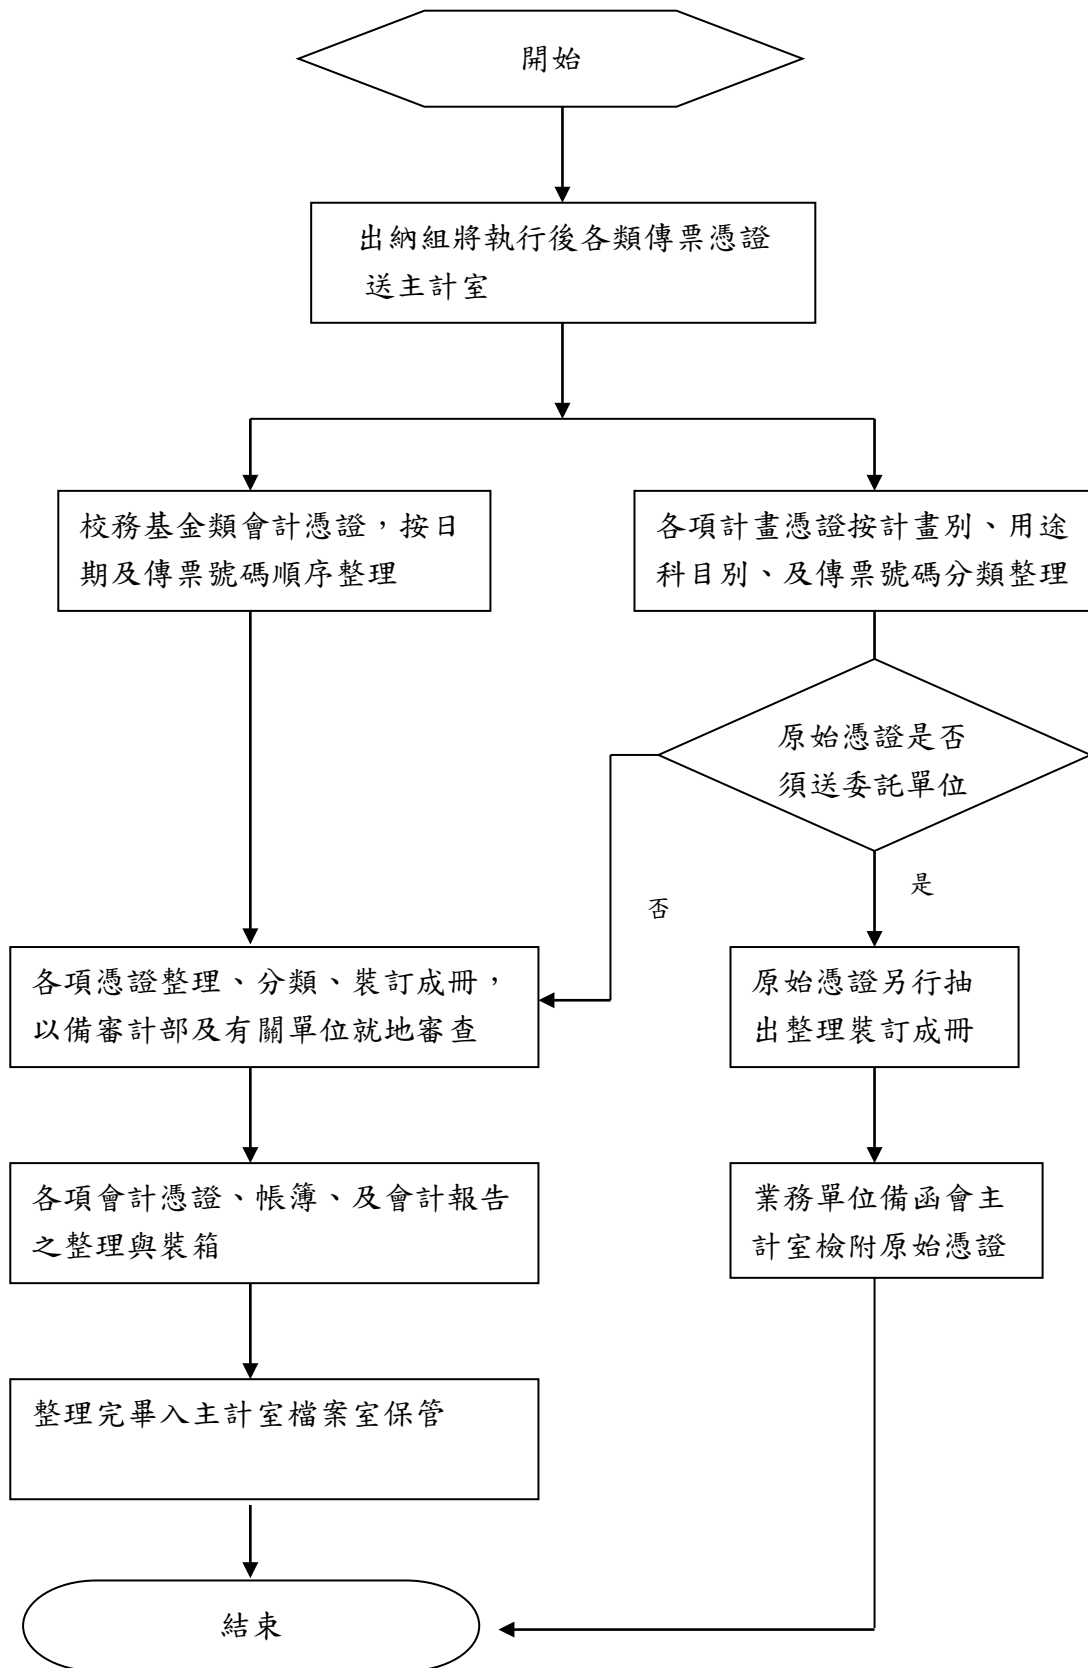 開始
出納組將執行後各類傳票憑證
送主計室
校務基金類會計憑證，按日
期及傳票號碼順序整理
各項計畫憑證按計畫別、用途
科目別、及傳票號碼分類整理
原始憑證是否
須送委託單位
是
否
各項憑證整理、分類、裝訂成冊，
以備審計部及有關單位就地審查
原始憑證另行抽
出整理裝訂成冊
各項會計憑證、帳簿、及會計報告
之整理與裝箱
業務單位備函會主
計室檢附原始憑證
整理完畢入主計室檔案室保管
結束